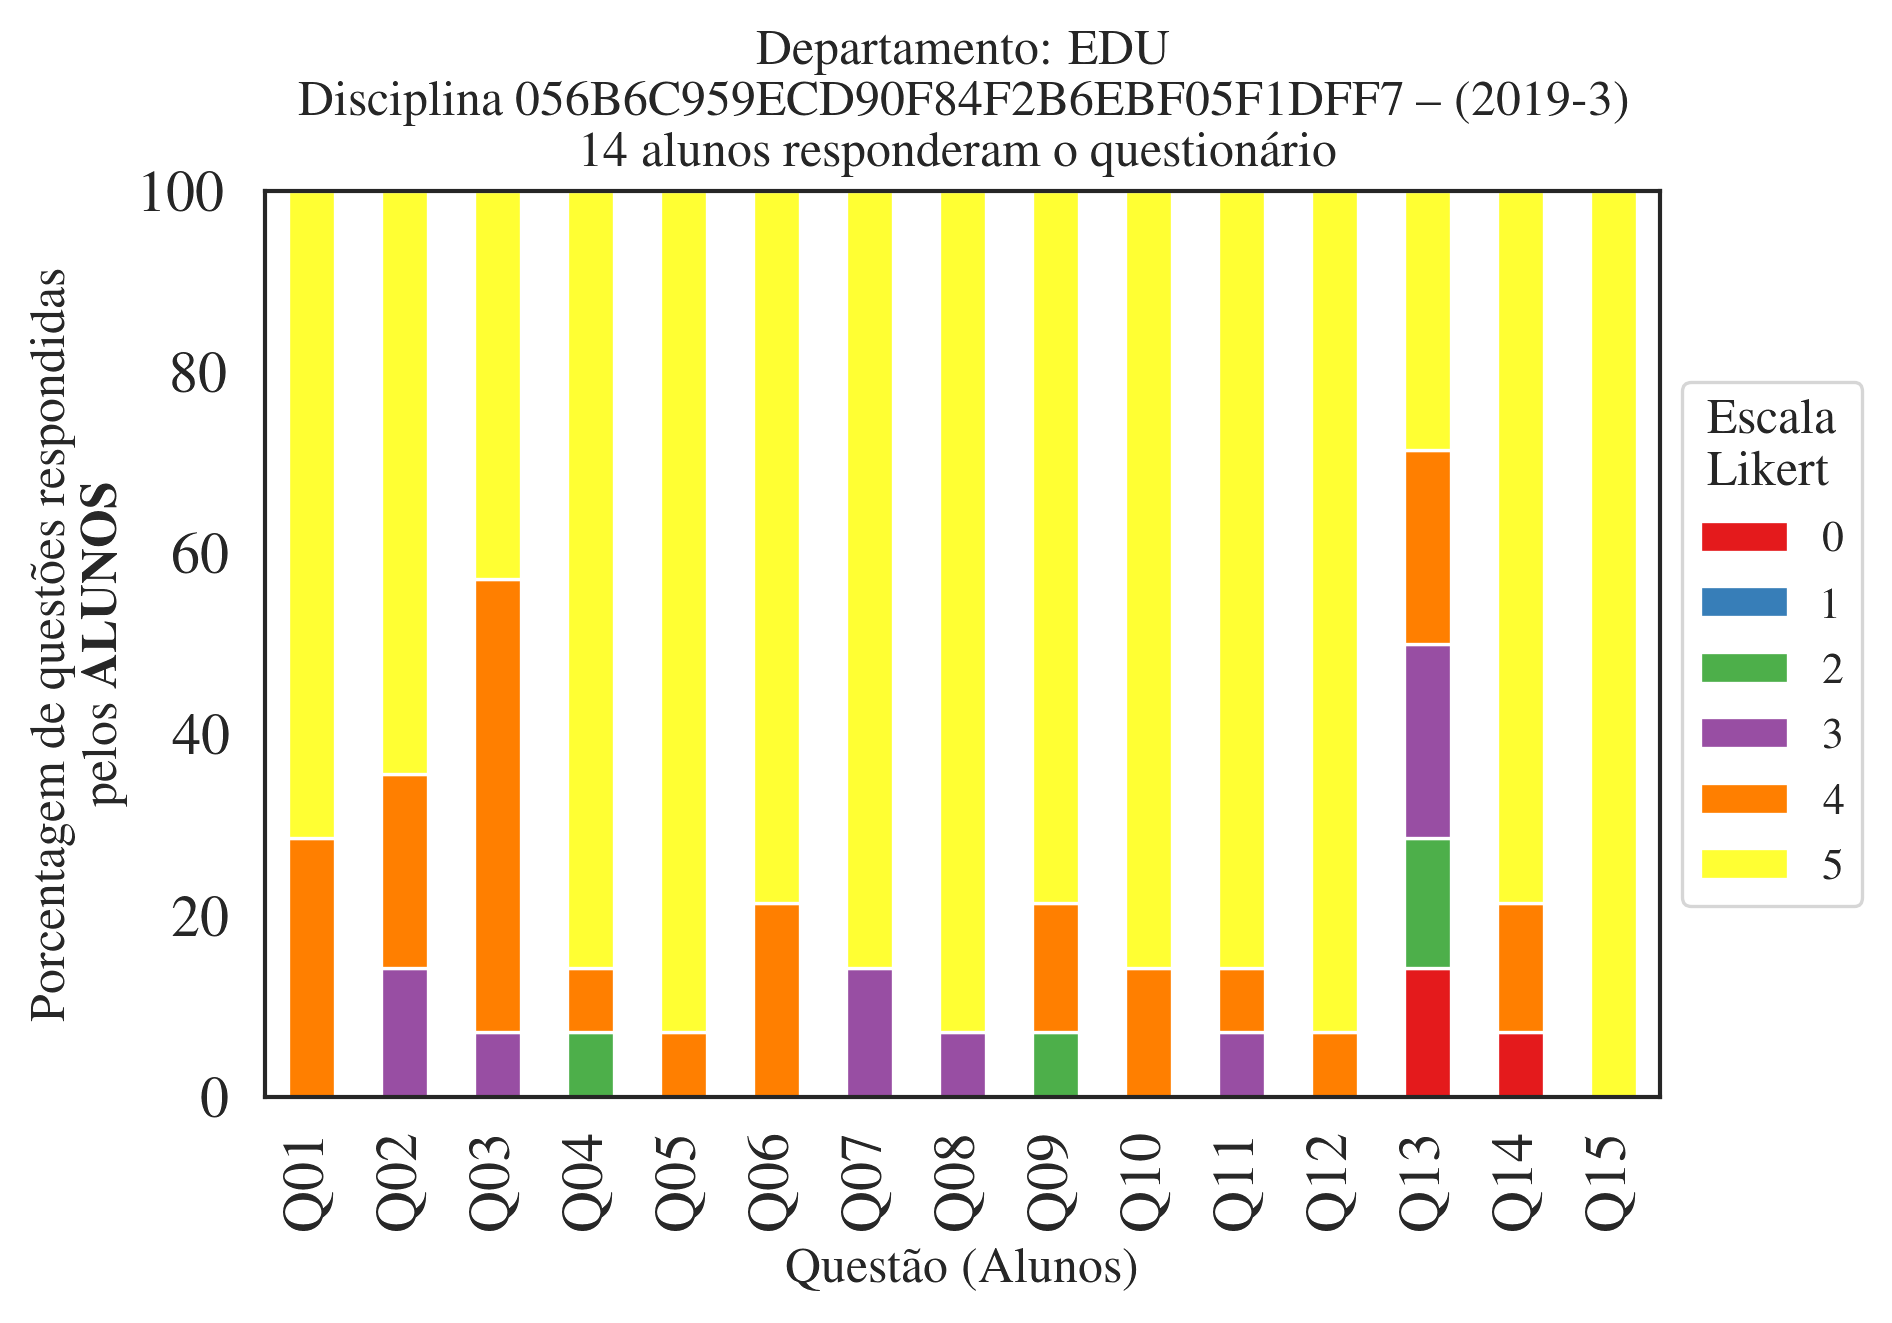 Departamento: EDU
Disciplina 056B6C959ECD90F84F2B6EBF05F1DFF7 – (2019-3)
14 alunos responderam o questionário
100
80
60
40
20
0
Porcentagem de questões respondidas
pelos ALUNOS
Q01
Q02
Q03
Q04
Q05
Q06
Q07
Q08
Q09
Q10
Q11
Q12
Q13
Q14
Q15
Questão (Alunos)
Escala
Likert
0
1
2
3
4
5